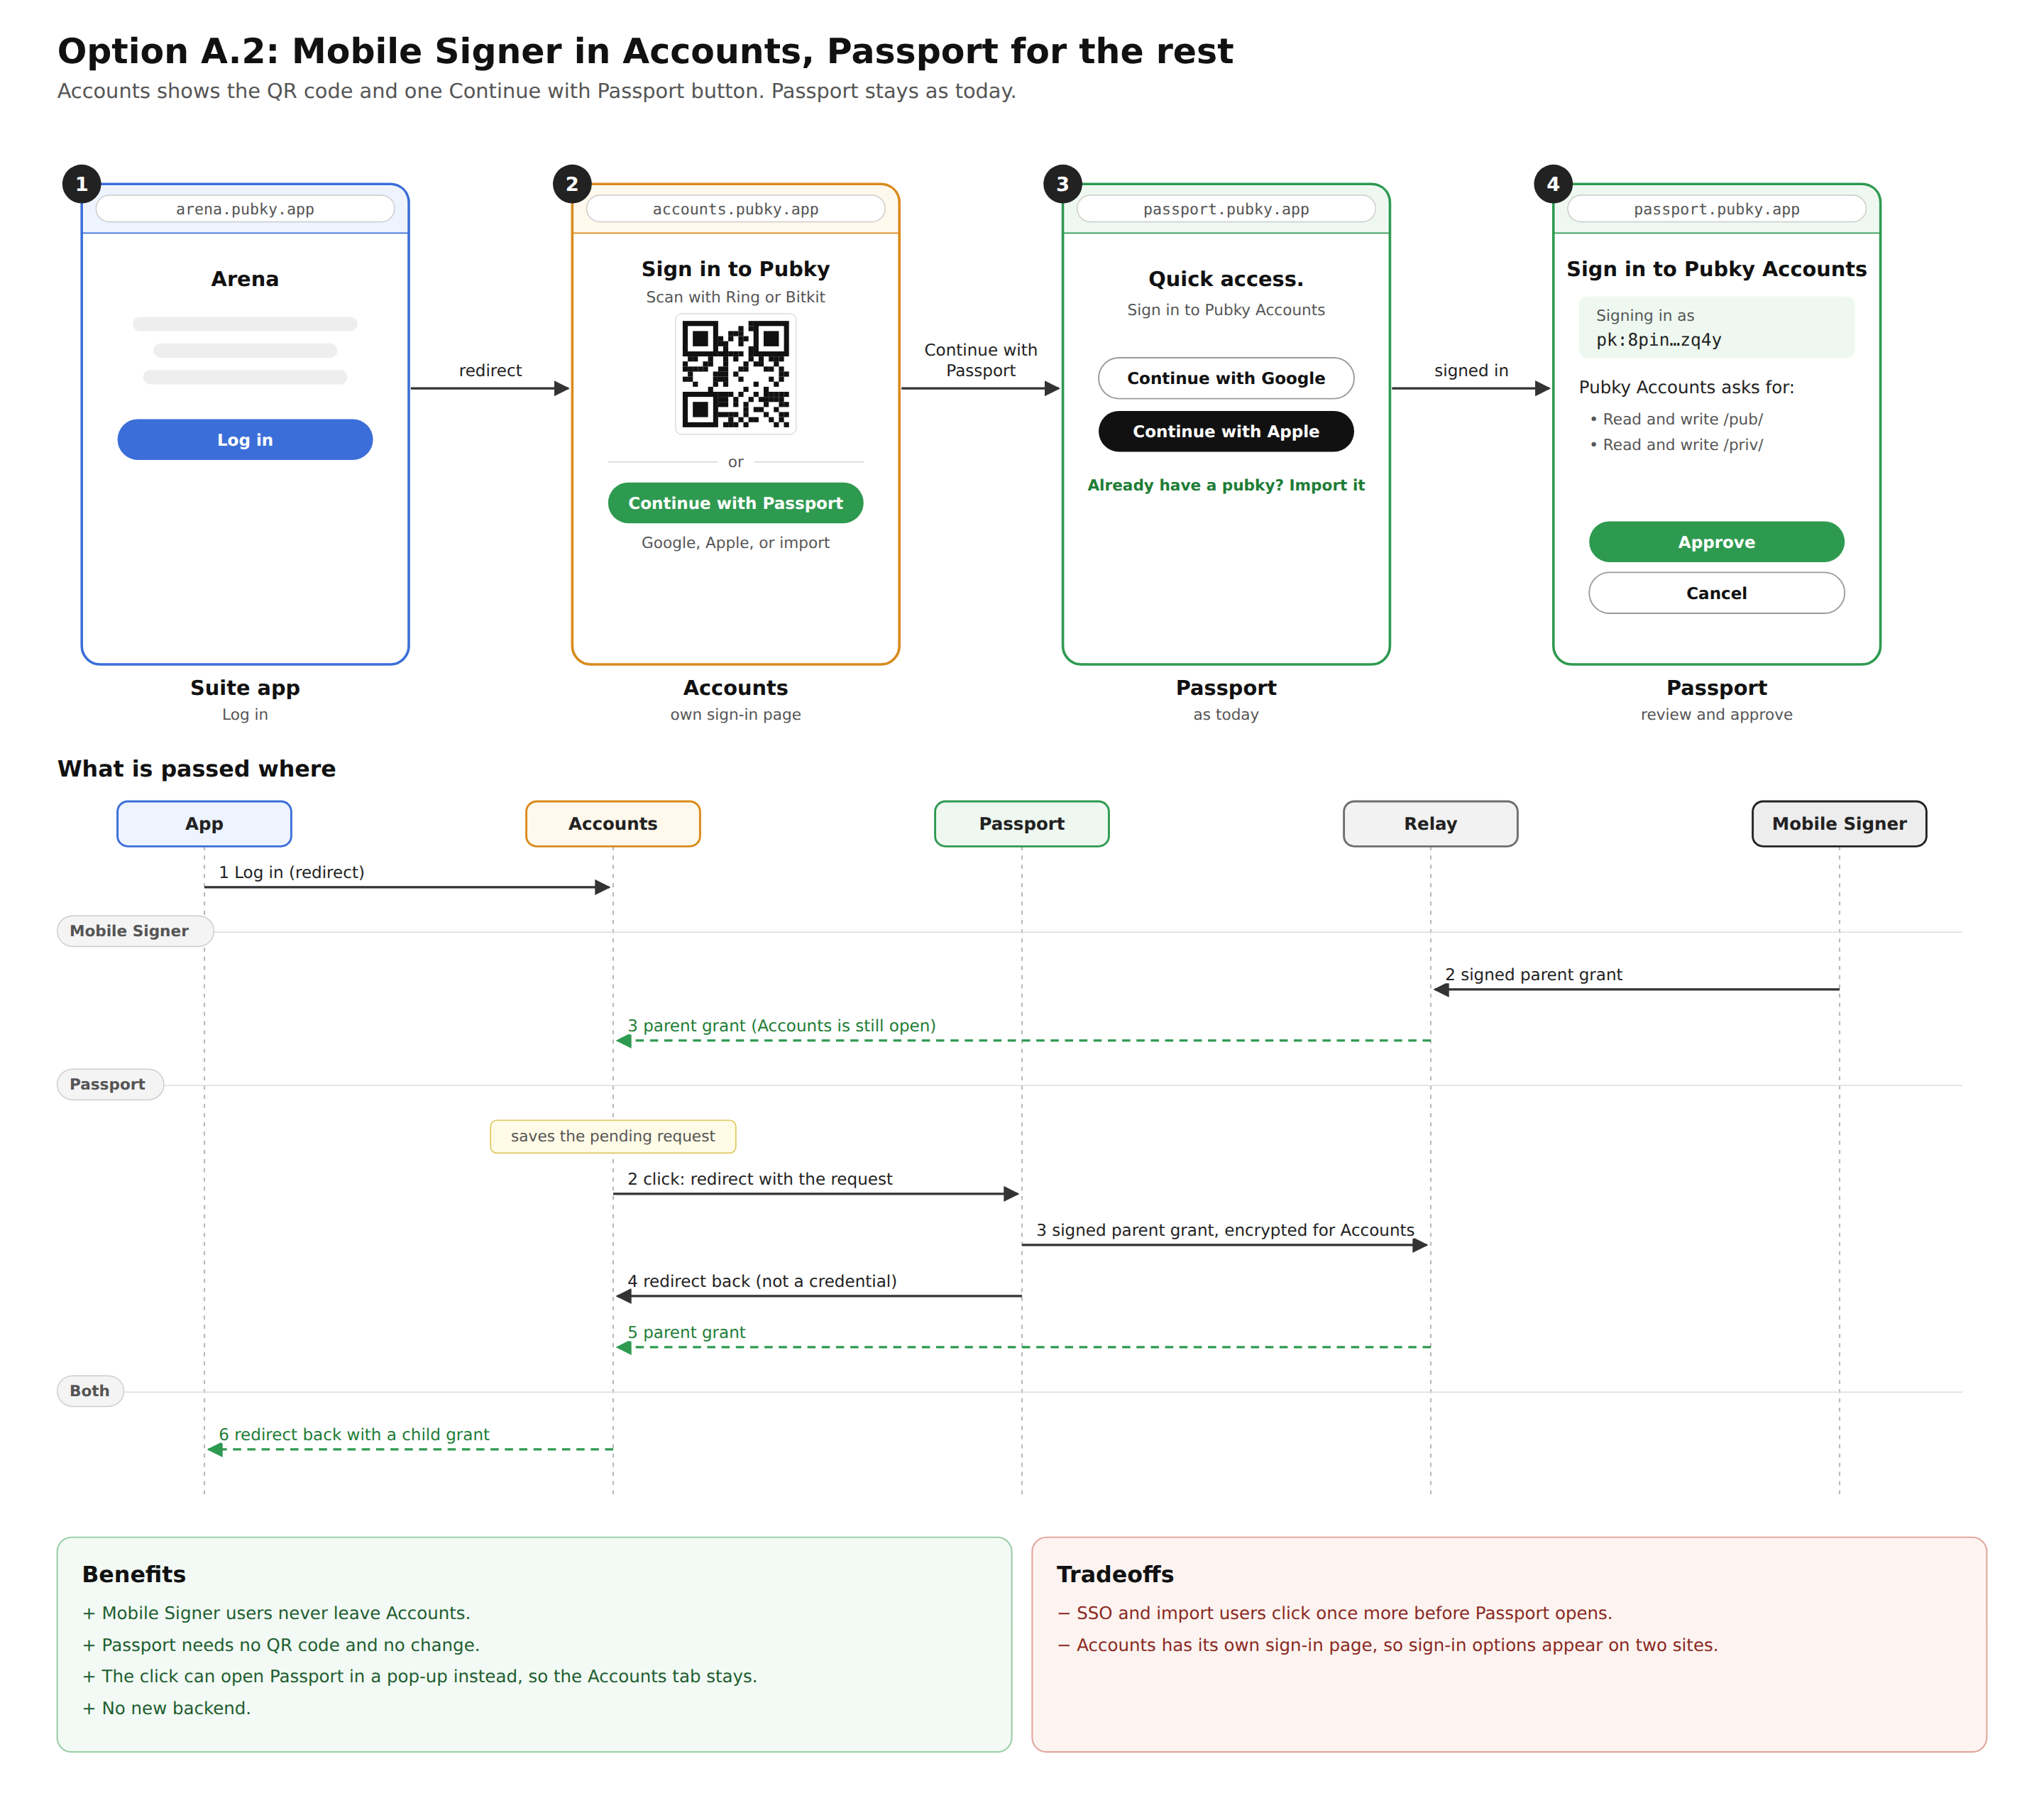 Option A.2: Mobile Signer in Accounts, Passport for the rest
Accounts shows the QR code and one Continue with Passport button. Passport stays as today.
1
arena.pubky.app
Arena
Log in
Suite app
Log in
redirect
2
accounts.pubky.app
Sign in to Pubky
Scan with Ring or Bitkit
or
Continue with Passport
Google, Apple, or import
Accounts
own sign-in page
Continue with
Passport
3
passport.pubky.app
Quick access.
Sign in to Pubky Accounts
Continue with Google
Continue with Apple
Already have a pubky? Import it
Passport
as today
signed in
4
passport.pubky.app
Sign in to Pubky Accounts
Signing in as
pk:8pin…zq4y
Pubky Accounts asks for:
• Read and write /pub/
• Read and write /priv/
Approve
Cancel
Passport
review and approve
What is passed where
App
Accounts
Passport
Relay
Mobile Signer
1 Log in (redirect)
Mobile Signer
2 signed parent grant
3 parent grant (Accounts is still open)
Passport
saves the pending request
2 click: redirect with the request
3 signed parent grant, encrypted for Accounts
4 redirect back (not a credential)
5 parent grant
Both
6 redirect back with a child grant
Benefits
+ Mobile Signer users never leave Accounts.
+ Passport needs no QR code and no change.
+ The click can open Passport in a pop-up instead, so the Accounts tab stays.
+ No new backend.
Tradeoffs
− SSO and import users click once more before Passport opens.
− Accounts has its own sign-in page, so sign-in options appear on two sites.